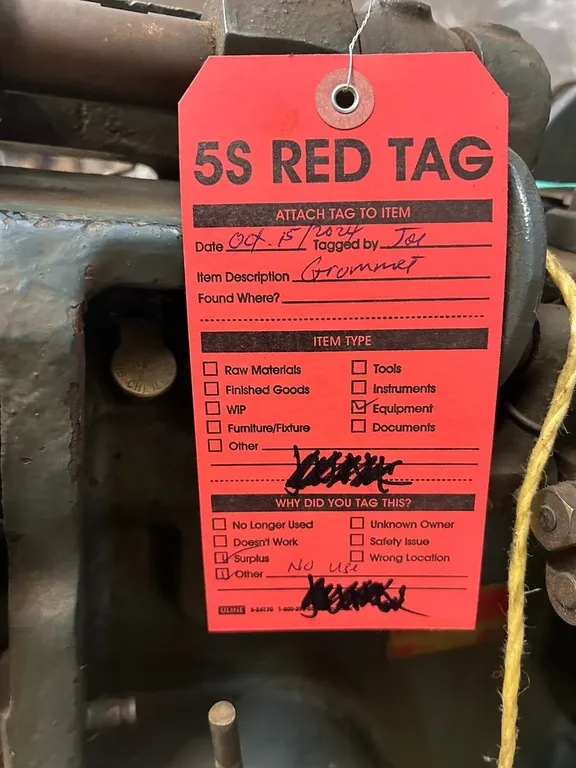 5S RED TAG
ATTACH TAG TO ITEM
Date Oct. 15/2024 Tagged by Joe
Item Description Grommet
Found Where?
ITEM TYPE
Raw Materials Tools
Finished Goods Instruments
WIP Equipment
Furniture/Fixture Documents
Other
WHY DID YOU TAG THIS?
No Longer Used Unknown Owner
Doesn't Work Safety Issue
Surplus Wrong Location
Other No use
ULINE